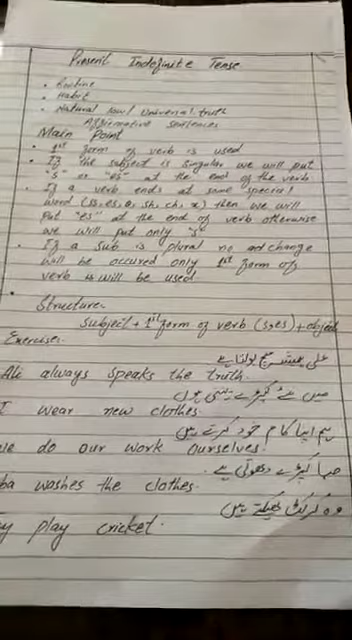 Present Indefinite Tense
• Routine
• Habit
• Natural law/ Universal truth
Affirmative Sentences
Main Point
• 1st form of verb is used
• If the subject is singular we will put
"s" or "es" at the end of the verb.
• If a verb ends at some special
word (ss, es, o, sh, ch, x) then we will
put "es" at the end of verb otherwise
we will put only "s"
• If a sub is plural no change
will be occured only 1st form of
verb will be used
Structure.
subject + 1st form of verb (s, es) + object
Exercise:
علی ہمیشہ سچ بولتا ہے
Ali always speaks the truth.
میں نئے کپڑے پہنتی ہوں
I wear new clothes.
ہم اپنا کام خود کرتے ہیں
we do our work ourselves.
صبا کپڑے دھوتی ہے
ba washes the clothes.
وہ کرکٹ کھیلتے ہیں
y play cricket.